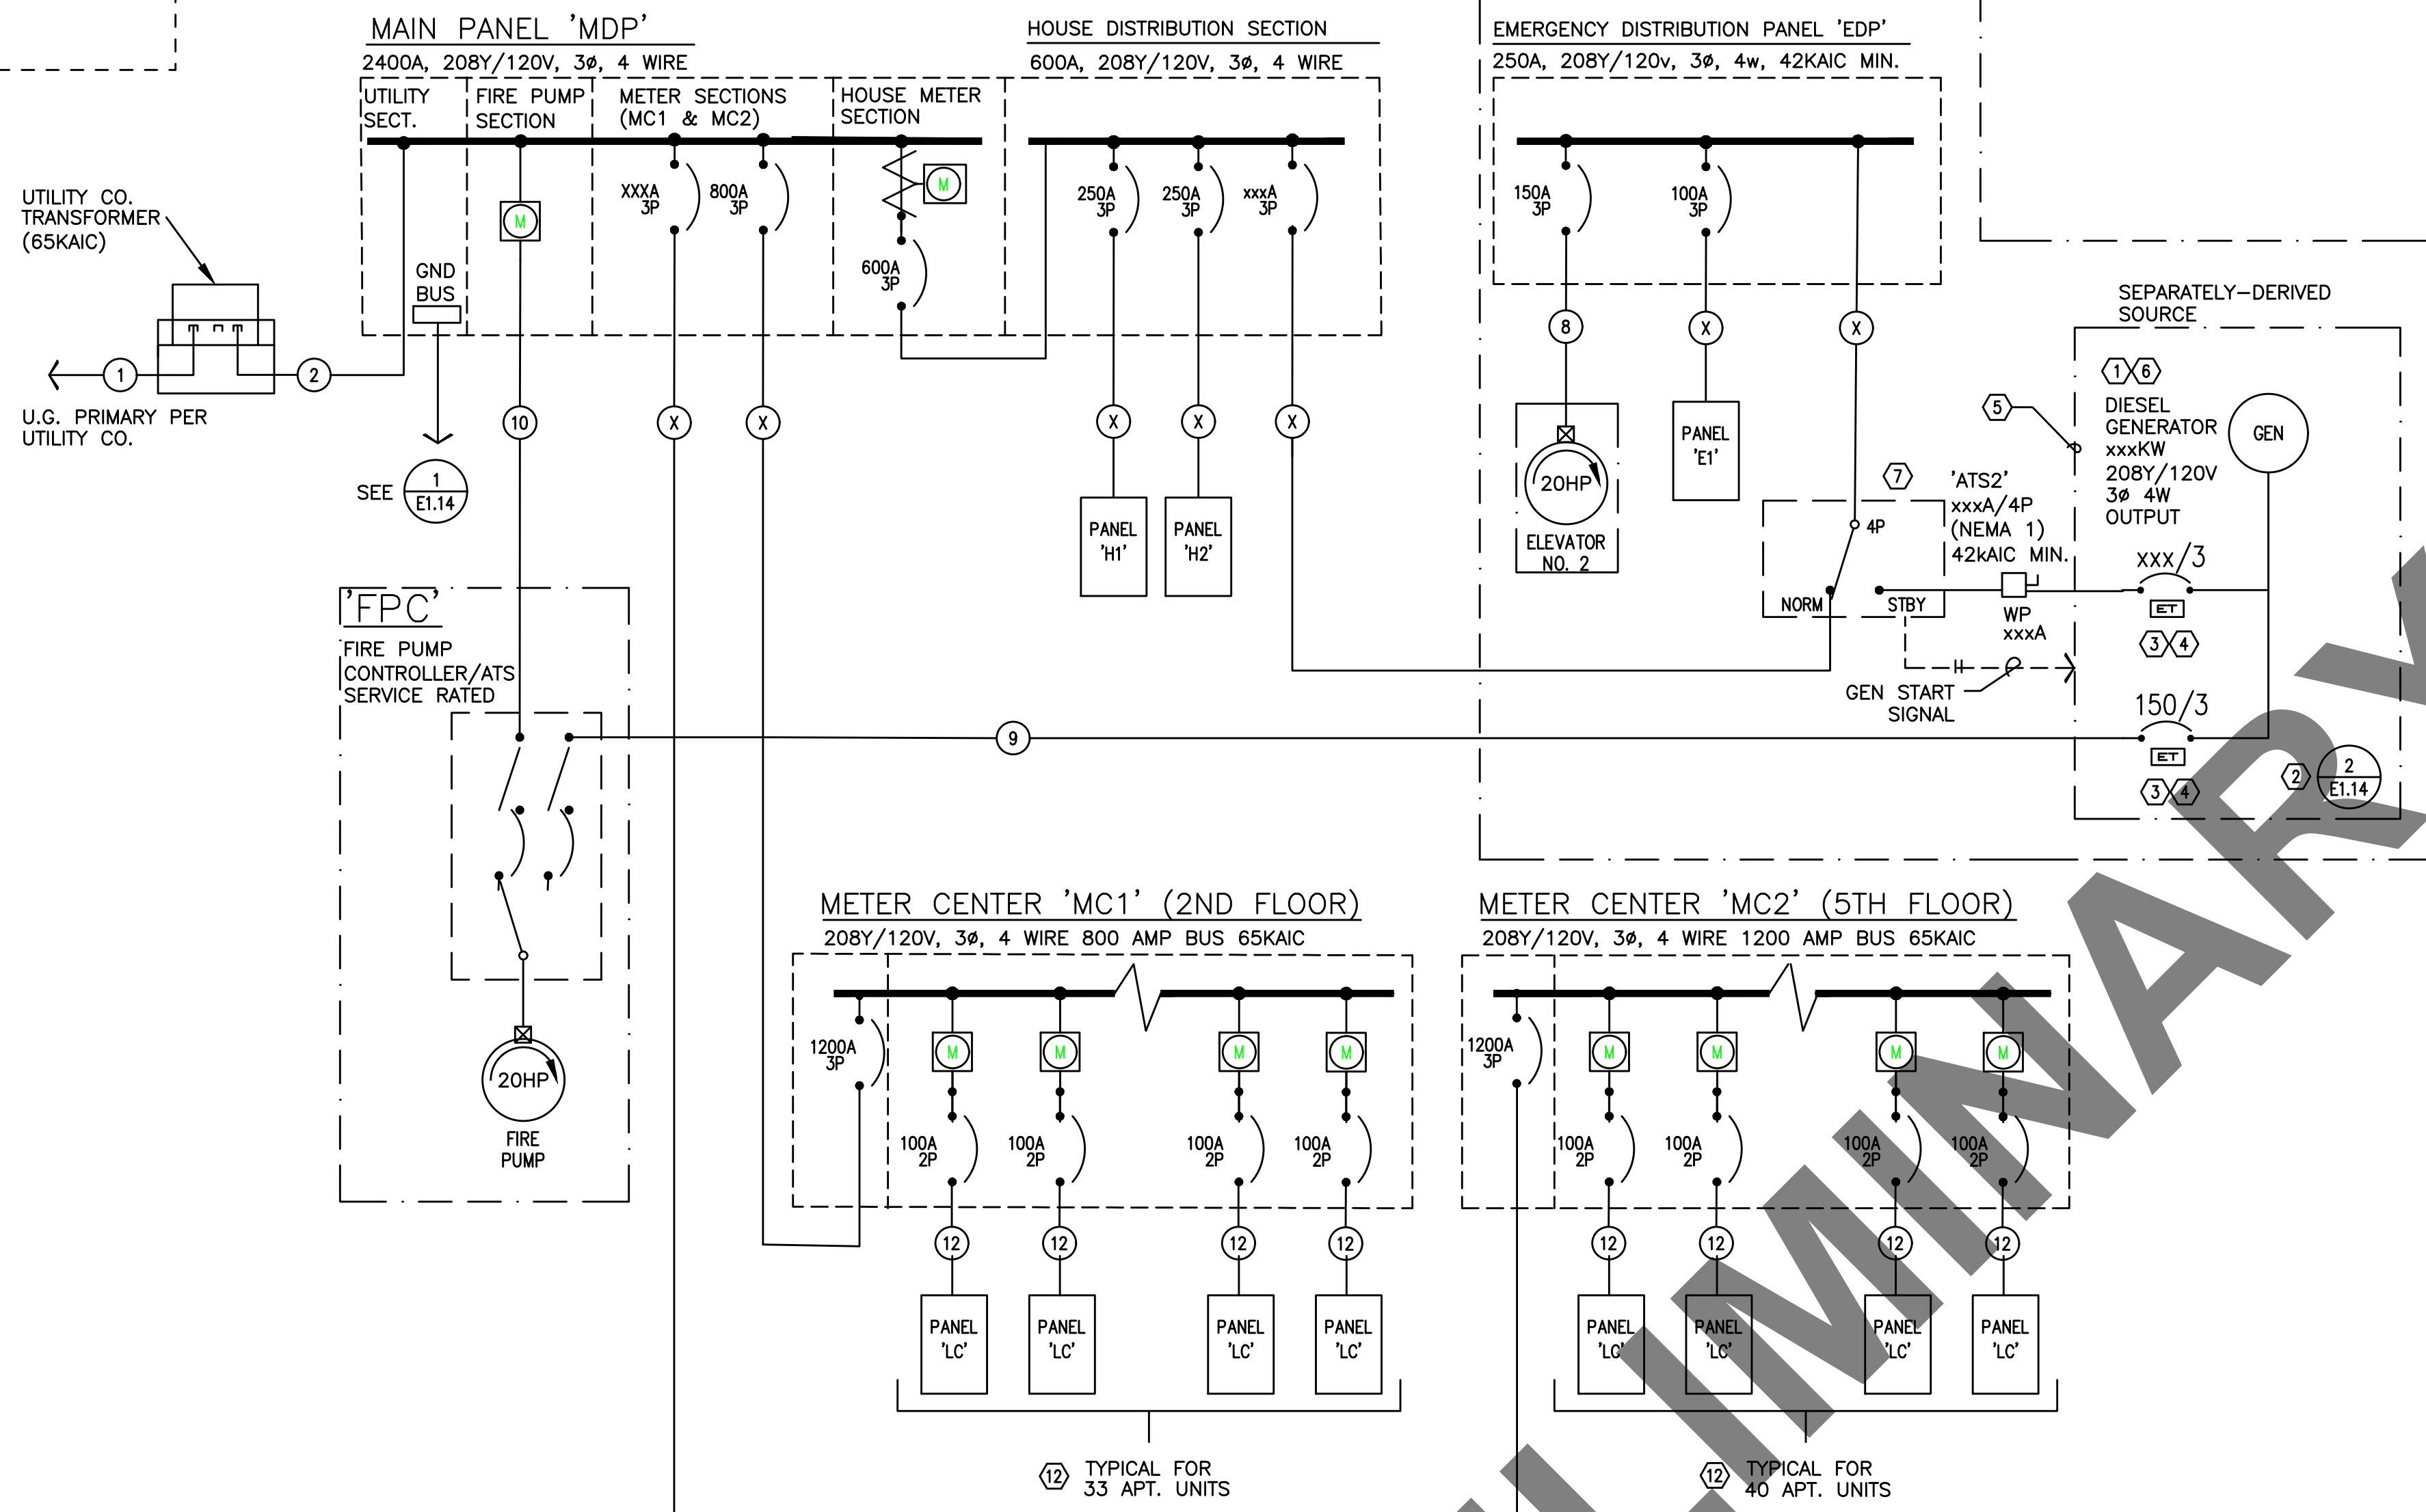 MAIN PANEL 'MDP'
2400A, 208Y/120V, 3ø, 4 WIRE
UTILITY
SECT.
FIRE PUMP
SECTION
METER SECTIONS
(MC1 & MC2)
HOUSE METER
SECTION
HOUSE DISTRIBUTION SECTION
600A, 208Y/120V, 3ø, 4 WIRE
EMERGENCY DISTRIBUTION PANEL 'EDP'
250A, 208Y/120v, 3ø, 4w, 42KAIC MIN.
UTILITY CO.
TRANSFORMER
(65KAIC)
1
2
U.G. PRIMARY PER
UTILITY CO.
GND
BUS
SEE
1
E1.14
M
10
XXXA
3P
800A
3P
X
X
M
600A
3P
250A
3P
250A
3P
xxxA
3P
X
X
X
PANEL
'H1'
PANEL
'H2'
150A
3P
100A
3P
8
X
X
20HP
ELEVATOR
NO. 2
PANEL
'E1'
7
'ATS2'
xxxA/4P
(NEMA 1)
42kAIC MIN.
4P
NORM
STBY
WP
xxxA
GEN START
SIGNAL
SEPARATELY-DERIVED
SOURCE
5
1
6
DIESEL
GENERATOR
xxxKW
208Y/120V
3ø 4W
OUTPUT
GEN
xxx/3
ET
3
4
150/3
ET
3
4
2
2
E1.14
'FPC'
FIRE PUMP
CONTROLLER/ATS
SERVICE RATED
9
20HP
FIRE
PUMP
METER CENTER 'MC1' (2ND FLOOR)
208Y/120V, 3ø, 4 WIRE 800 AMP BUS 65KAIC
1200A
3P
M
M
M
M
100A
2P
100A
2P
100A
2P
100A
2P
12
12
12
12
PANEL
'LC'
PANEL
'LC'
PANEL
'LC'
PANEL
'LC'
12
TYPICAL FOR
33 APT. UNITS
METER CENTER 'MC2' (5TH FLOOR)
208Y/120V, 3ø, 4 WIRE 1200 AMP BUS 65KAIC
1200A
3P
M
M
M
M
100A
2P
100A
2P
100A
2P
100A
2P
12
12
12
12
PANEL
'LC'
PANEL
'LC'
PANEL
'LC'
PANEL
'LC'
12
TYPICAL FOR
40 APT. UNITS
LIMINARY